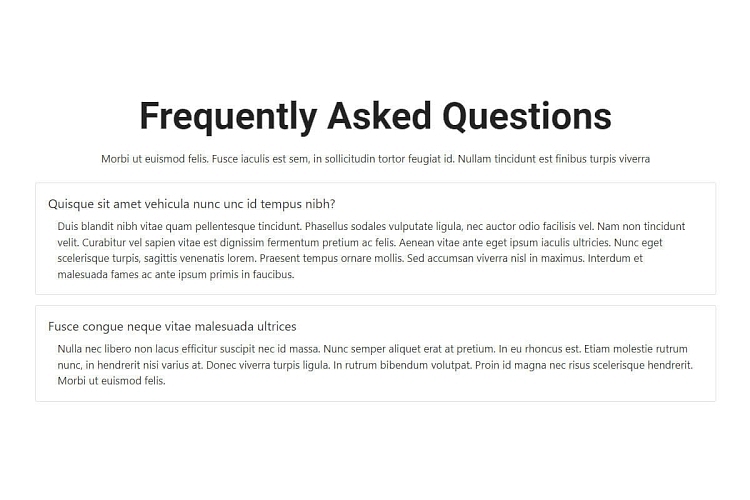 Frequently Asked Questions
Morbi ut euismod felis. Fusce iaculis est sem, in sollicitudin tortor feugiat id. Nullam tincidunt est finibus turpis viverra
Quisque sit amet vehicula nunc unc id tempus nibh?
Duis blandit nibh vitae quam pellentesque tincidunt. Phasellus sodales vulputate ligula, nec auctor odio facilisis vel. Nam non tincidunt
velit. Curabitur vel sapien vitae est dignissim fermentum pretium ac felis. Aenean vitae ante eget ipsum iaculis ultricies. Nunc eget
scelerisque turpis, sagittis venenatis lorem. Praesent tempus ornare mollis. Sed accumsan viverra nisl in maximus. Interdum et
malesuada fames ac ante ipsum primis in faucibus.
Fusce congue neque vitae malesuada ultrices
Nulla nec libero non lacus efficitur suscipit nec id massa. Nunc semper aliquet erat at pretium. In eu rhoncus est. Etiam molestie rutrum
nunc, in hendrerit nisi varius at. Donec viverra turpis ligula. In rutrum bibendum volutpat. Proin id magna nec risus scelerisque hendrerit.
Morbi ut euismod felis.